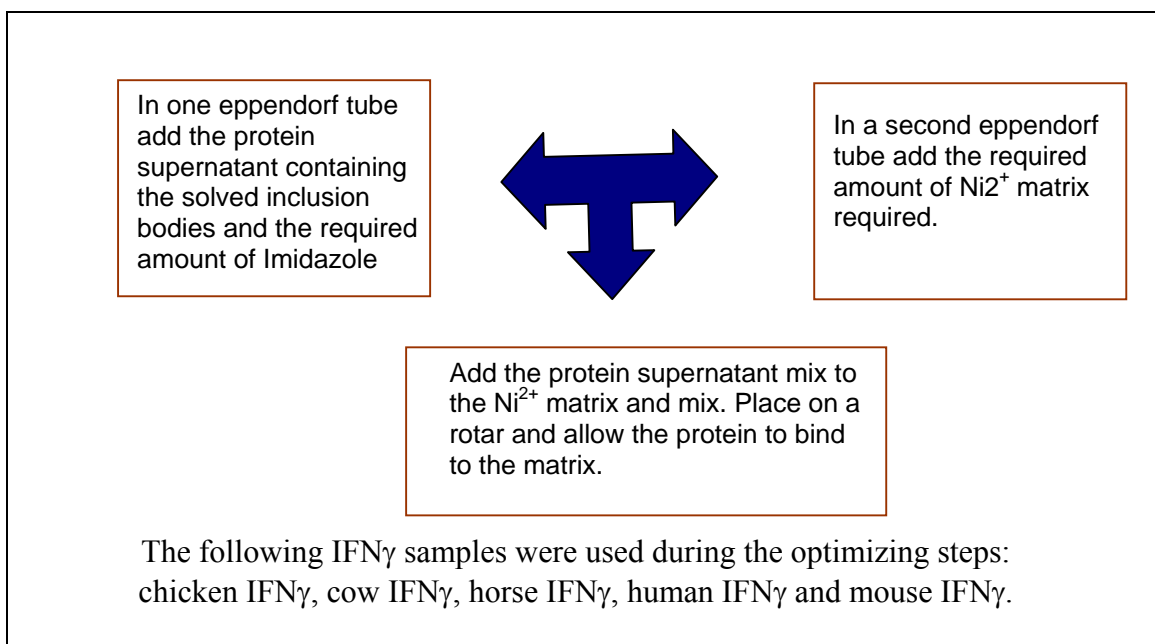 In one eppendorf tube
add the protein
supernatant containing
the solved inclusion
bodies and the required
amount of Imidazole
In a second eppendorf
tube add the required
amount of Ni2⁺ matrix
required.
Add the protein supernatant mix to
the Ni²⁺ matrix and mix. Place on a
rotar and allow the protein to bind
to the matrix.
The following IFNγ samples were used during the optimizing steps:
chicken IFNγ, cow IFNγ, horse IFNγ, human IFNγ and mouse IFNγ.